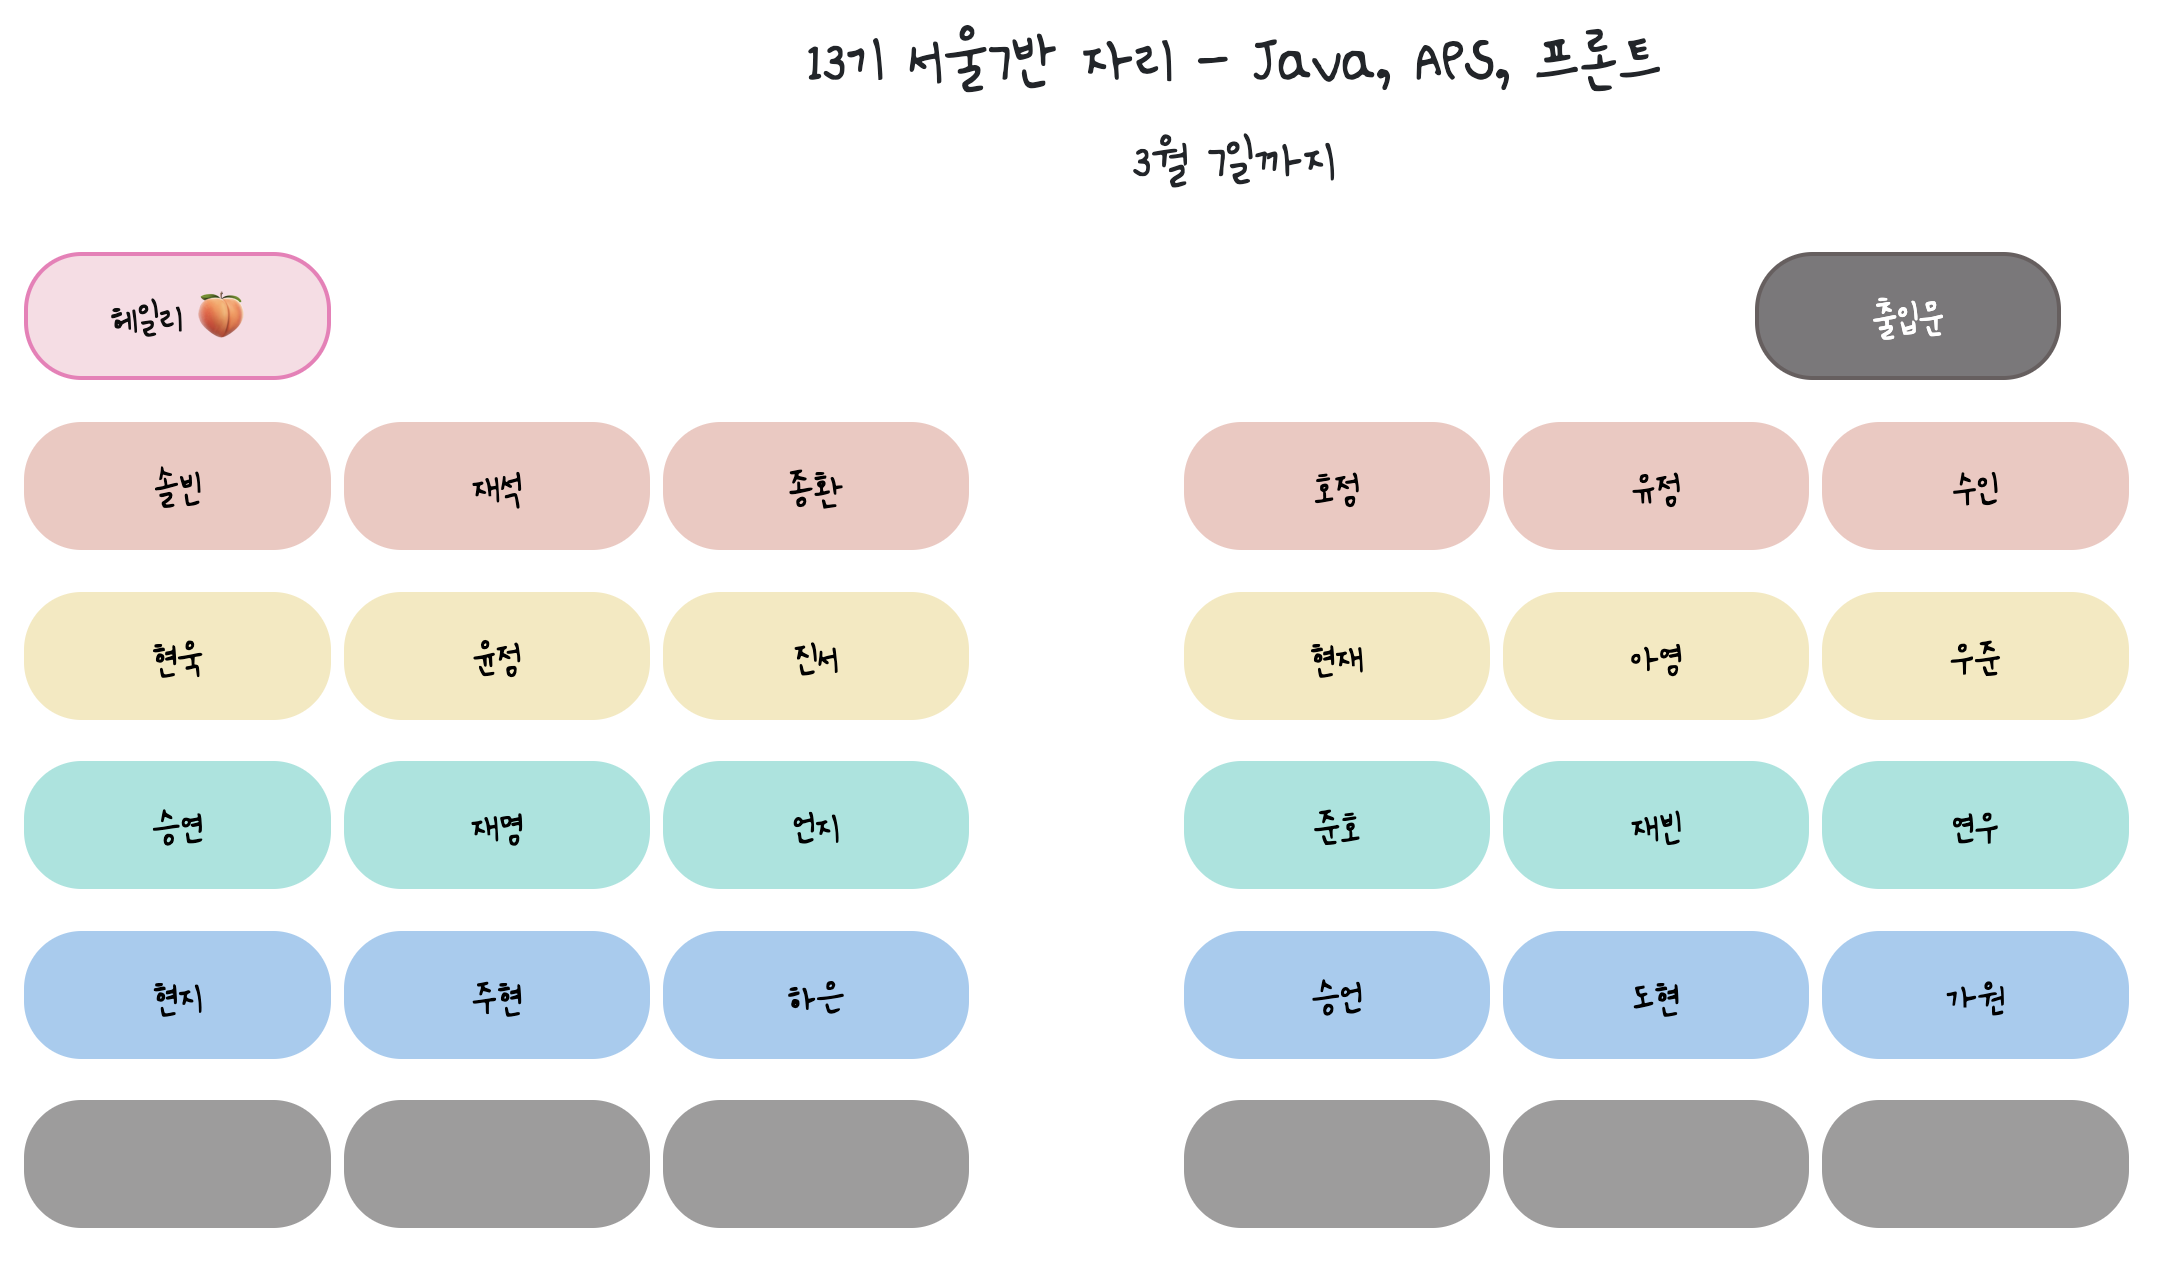 13기 서울7반 자리 - Java, APS, 프론트
3월 7일까지
헤일리 🍑 출입문
솔빈 재석 종환 호정 유정 수인
현욱 윤정 진서 현재 아영 우준
승연 재명 언지 준호 재빈 연우
현지 주현 하은 승언 도현 가원